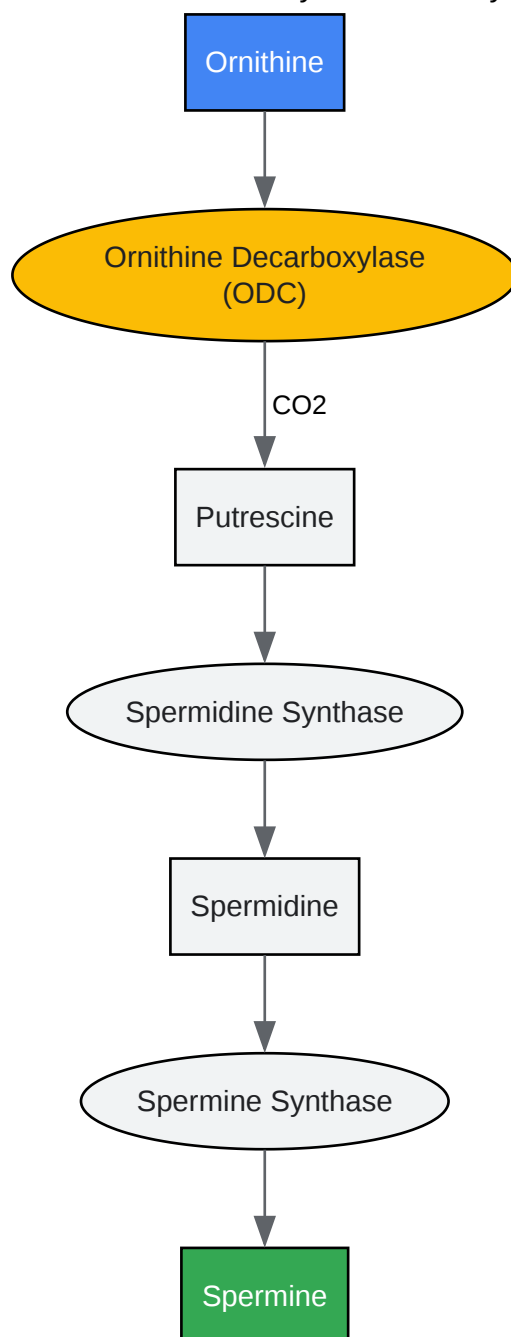 Ornithine
Ornithine Decarboxylase
(ODC)
CO2
Putrescine
Spermidine Synthase
Spermidine
Spermine Synthase
Spermine